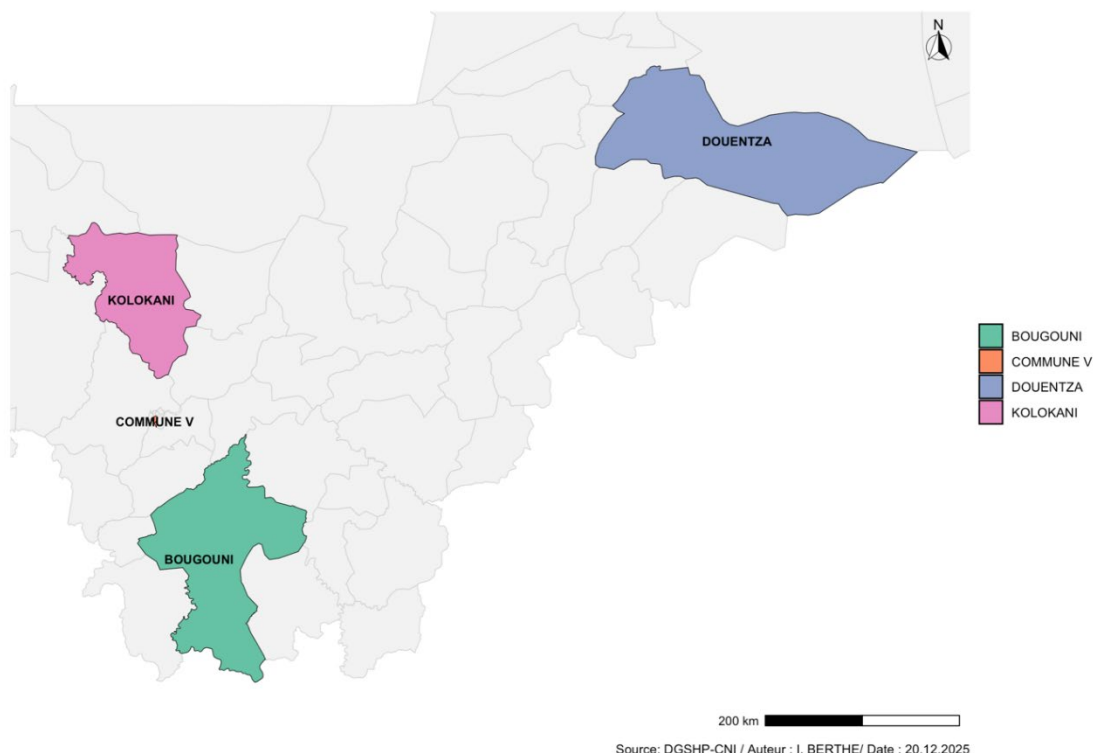 N
DOUENTZA
KOLOKANI
COMMUNE V
BOUGOUNI
BOUGOUNI
COMMUNE V
DOUENTZA
KOLOKANI
200 km
Source: DGSHP-CNI / Auteur : I. BERTHE/ Date : 20.12.2025